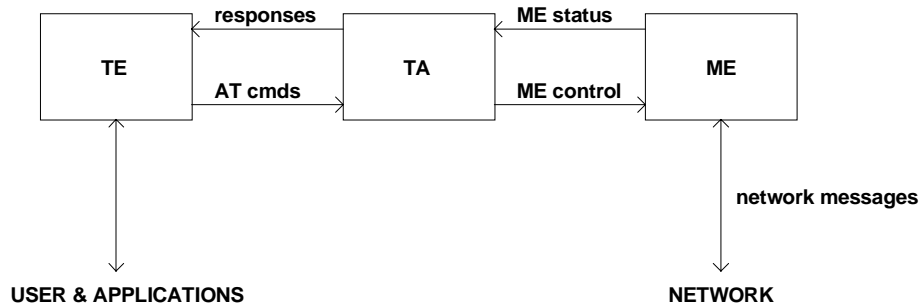 responses
ME status
TE
TA
ME
AT cmds
ME control
network messages
USER & APPLICATIONS
NETWORK